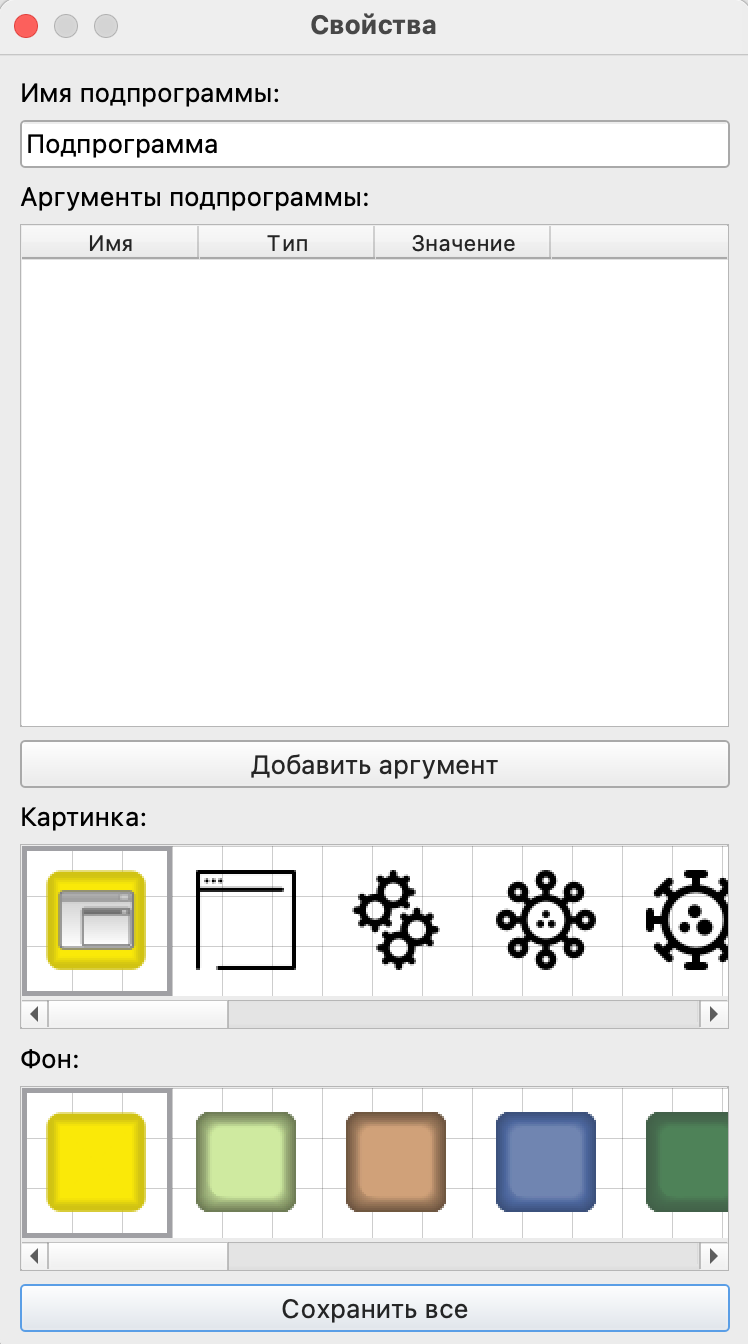 Свойства
Имя подпрограммы:
Подпрограмма
Аргументы подпрограммы:
Имя Тип Значение
Добавить аргумент
Картинка:
Фон:
Сохранить все